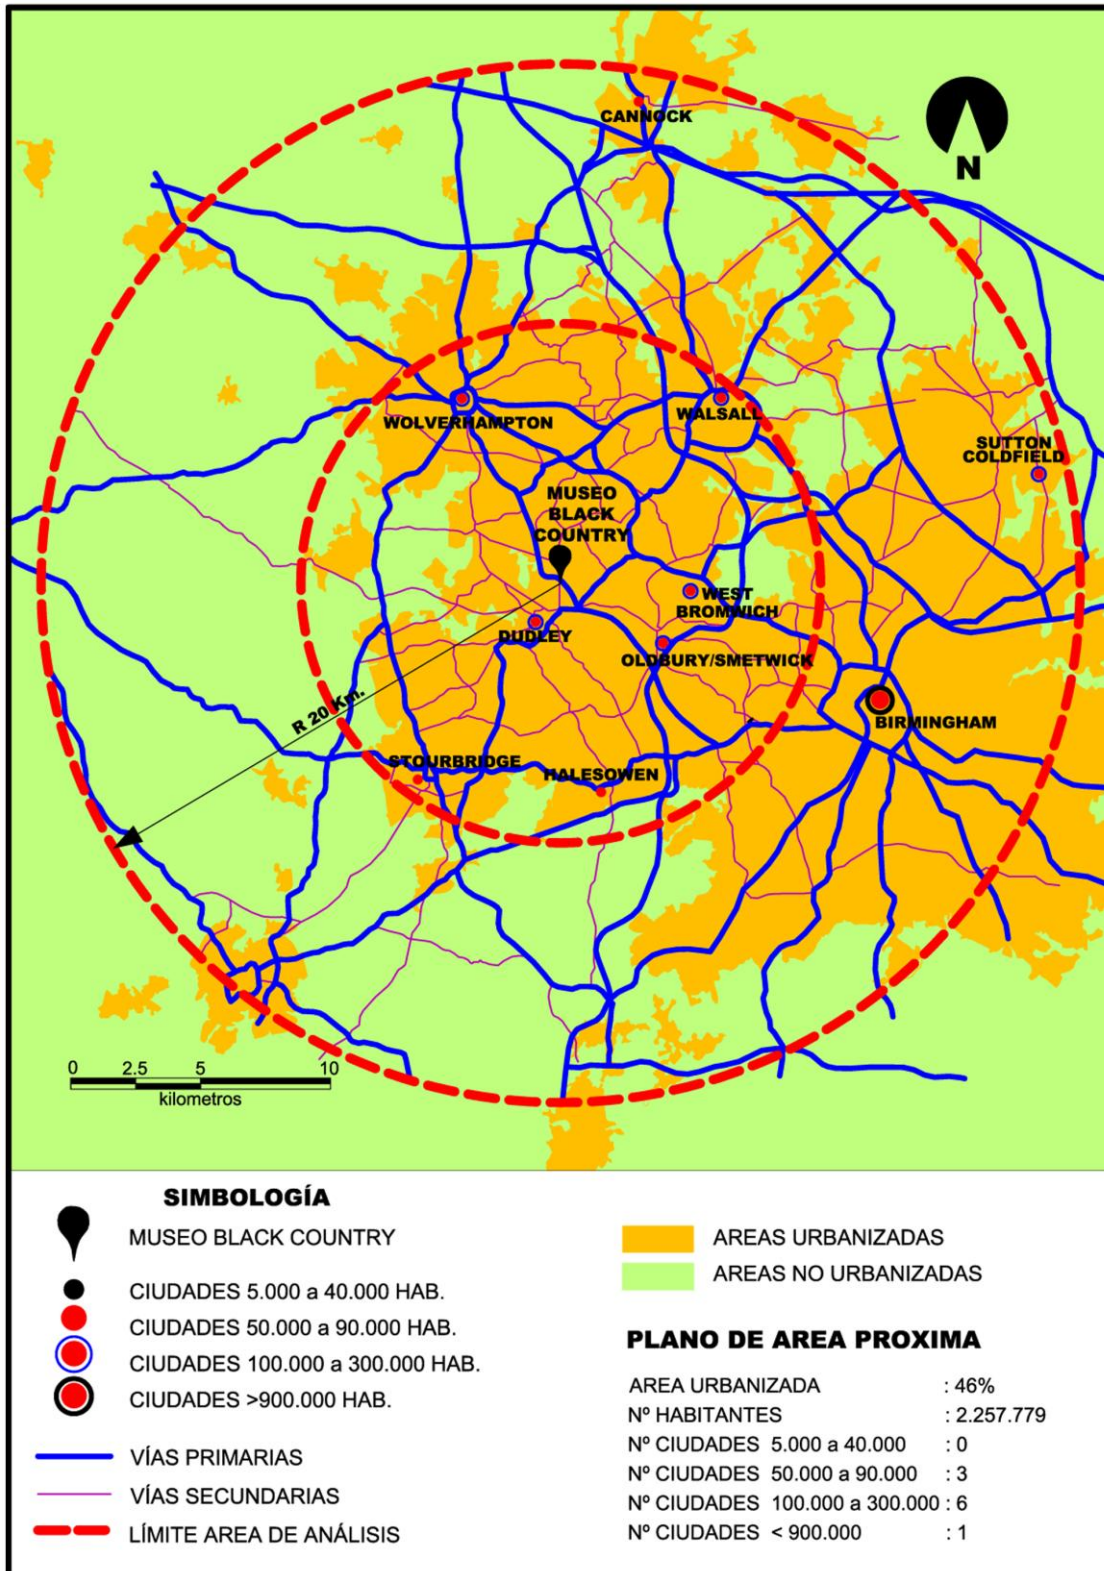 CANNOCK
N
WOLVERHAMPTON
WALSALL
SUTTON
COLDFIELD
MUSEO
BLACK
COUNTRY
WEST
BROMWICH
DUDLEY
OLDBURY/SMETWICK
R 20 Km.
BIRMINGHAM
STOURBRIDGE
HALESOWEN
0 2.5 5 10
kilometros
SIMBOLOGÍA
MUSEO BLACK COUNTRY
CIUDADES 5.000 a 40.000 HAB.
CIUDADES 50.000 a 90.000 HAB.
CIUDADES 100.000 a 300.000 HAB.
CIUDADES >900.000 HAB.
VÍAS PRIMARIAS
VÍAS SECUNDARIAS
LÍMITE AREA DE ANÁLISIS
AREAS URBANIZADAS
AREAS NO URBANIZADAS
PLANO DE AREA PROXIMA
AREA URBANIZADA : 46%
Nº HABITANTES : 2.257.779
Nº CIUDADES 5.000 a 40.000 : 0
Nº CIUDADES 50.000 a 90.000 : 3
Nº CIUDADES 100.000 a 300.000 : 6
Nº CIUDADES < 900.000 : 1